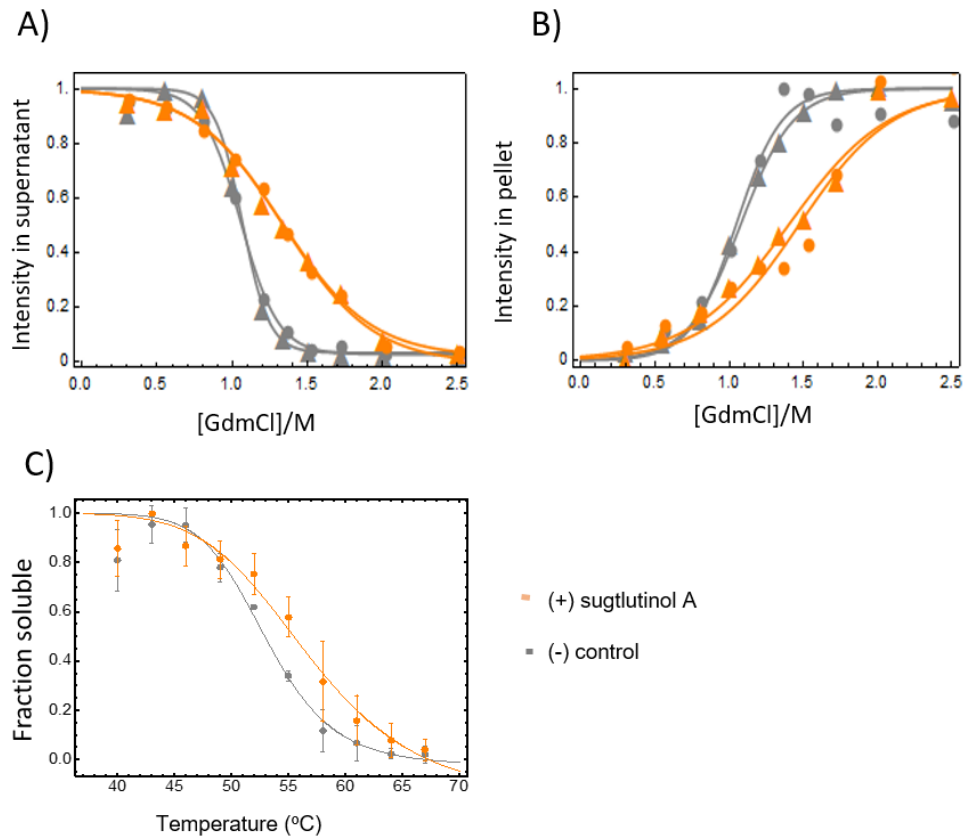 A)
Intensity in supernatant
1.
0.8
0.6
0.4
0.2
0
0.0 0.5 1.0 1.5 2.0 2.5
[GdmCl]/M
B)
Intensity in pellet
1.
0.8
0.6
0.4
0.2
0
0.0 0.5 1.0 1.5 2.0 2.5
[GdmCl]/M
C)
Fraction soluble
1.0
0.8
0.6
0.4
0.2
0.0
40 45 50 55 60 65 70
Temperature (ºC)
(+) sugtlutinol A
(-) control